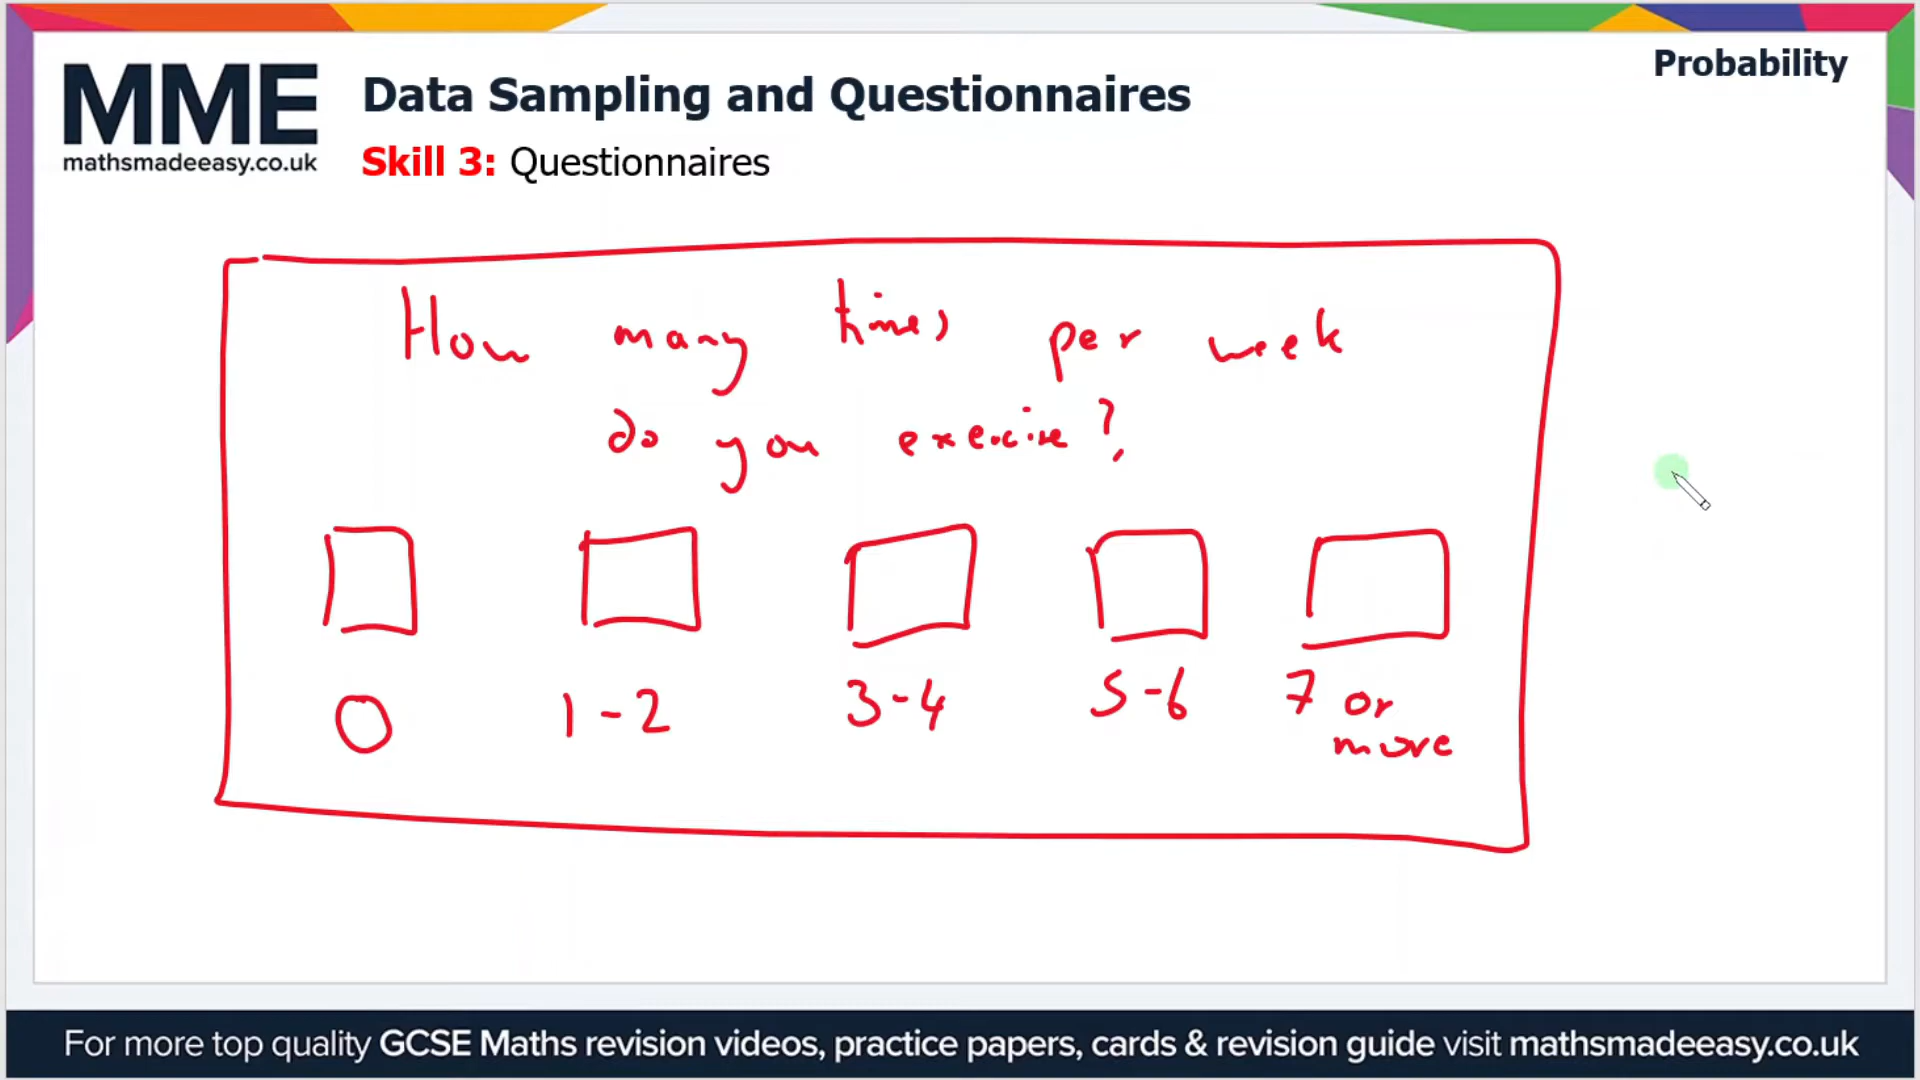 MME
mathsmadeeasy.co.uk
Data Sampling and Questionnaires
Probability
Skill 3: Questionnaires
How many times per week
do you exercise?
0 1-2 3-4 5-6 7 or
more
For more top quality GCSE Maths revision videos, practice papers, cards & revision guide visit mathsmadeeasy.co.uk